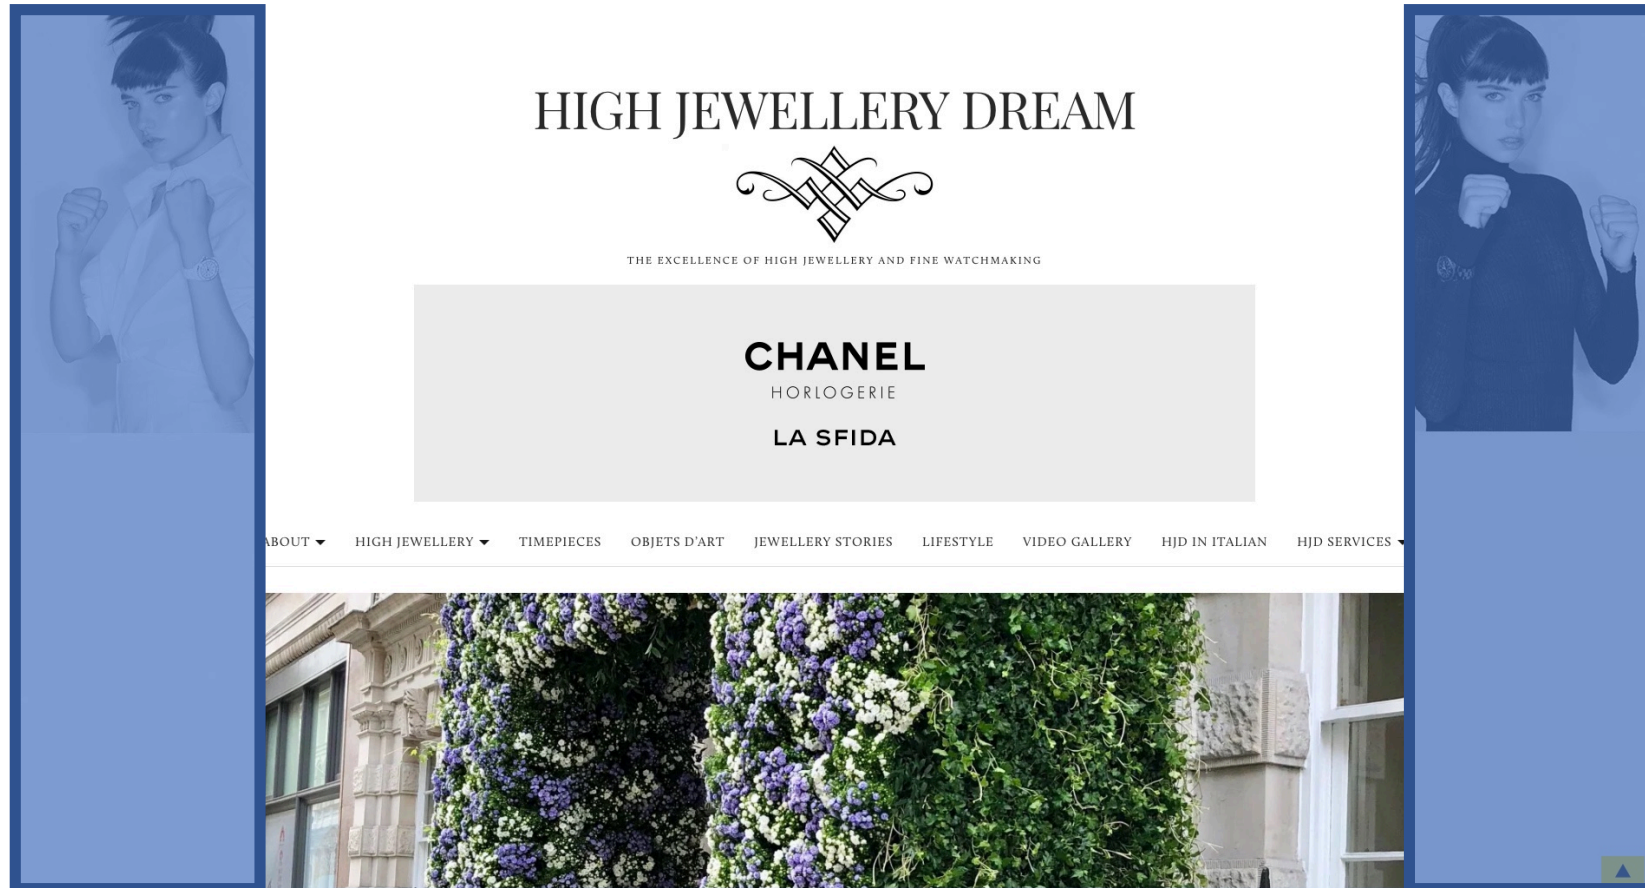 HIGH JEWELLERY DREAM
THE EXCELLENCE OF HIGH JEWELLERY AND FINE WATCHMAKING
CHANEL
HORLOGERIE
LA SFIDA
ABOUT HIGH JEWELLERY TIMEPIECES OBJETS D'ART JEWELLERY STORIES LIFESTYLE VIDEO GALLERY HJD IN ITALIAN HJD SERVICES